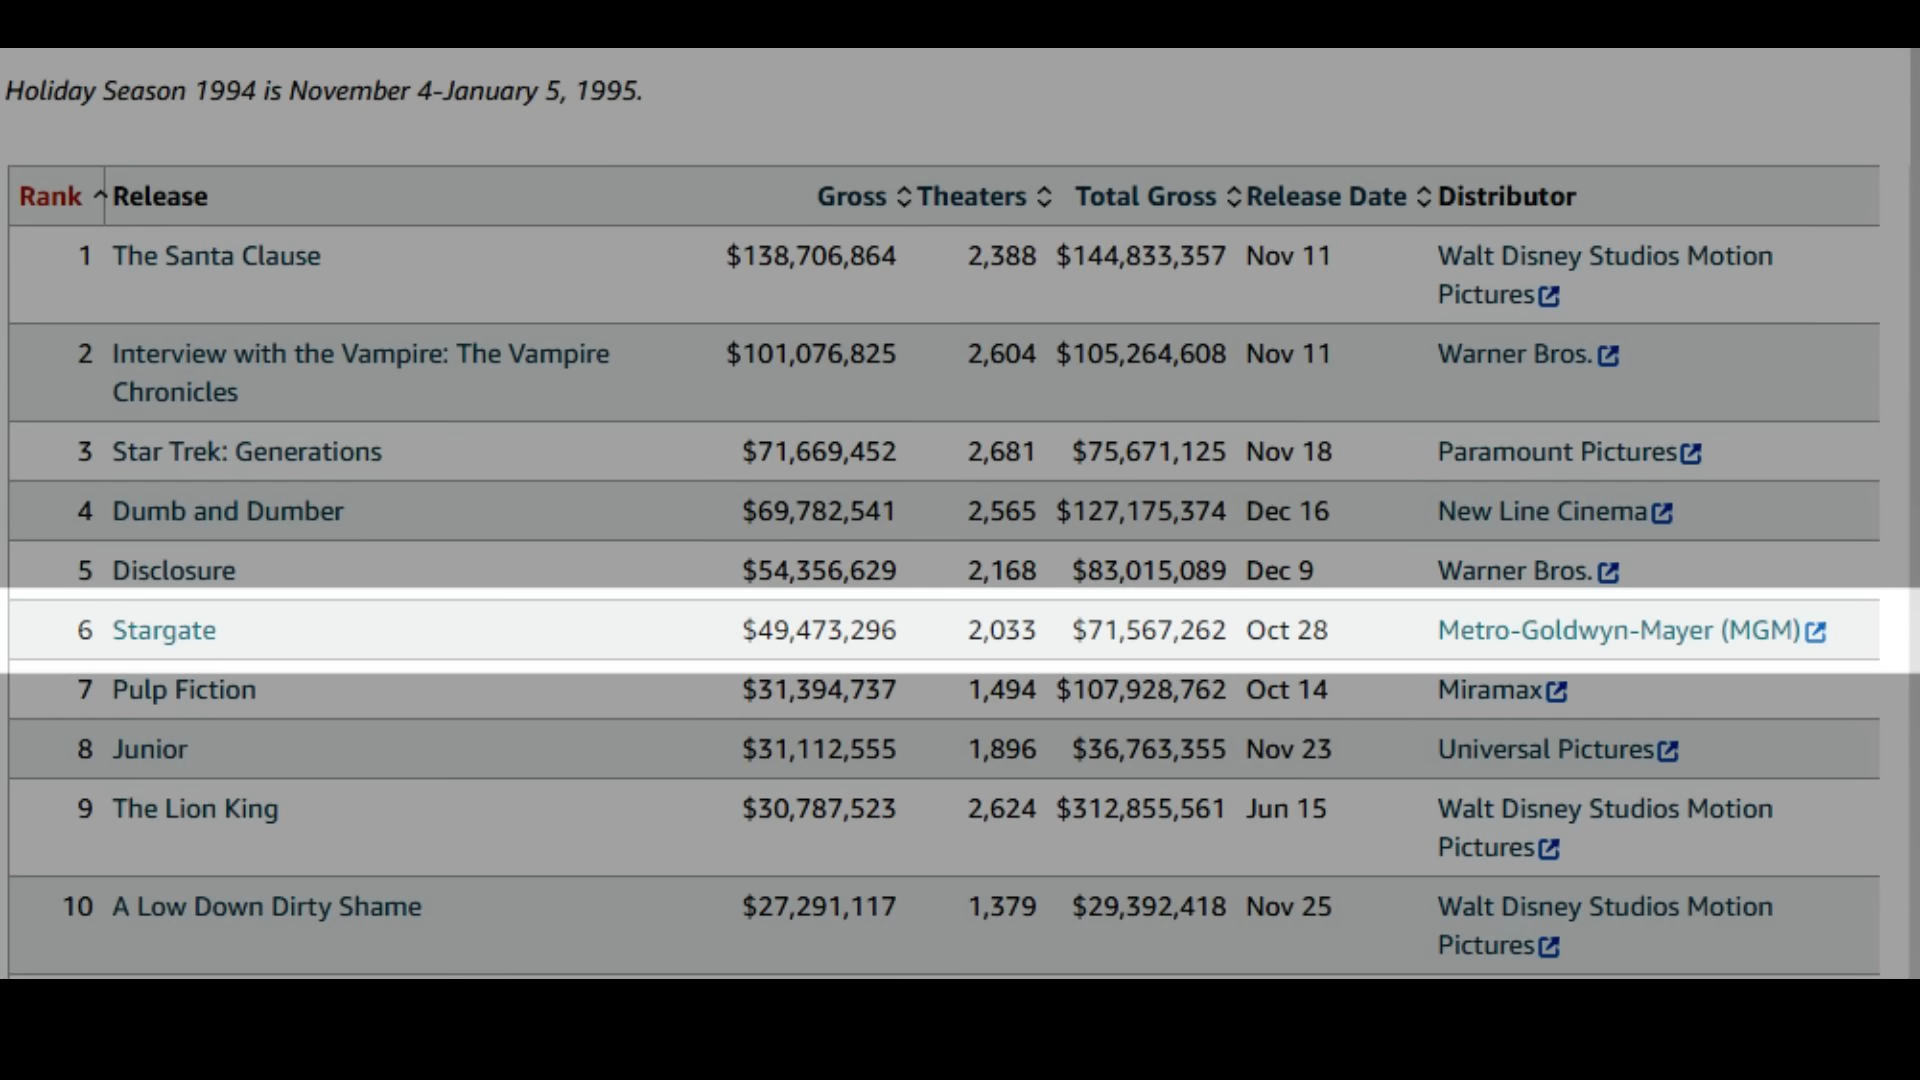 Holiday Season 1994 is November 4-January 5, 1995.
Rank Release Gross Theaters Total Gross Release Date Distributor
1 The Santa Clause $138,706,864 2,388 $144,833,357 Nov 11 Walt Disney Studios Motion
Pictures
2 Interview with the Vampire: The Vampire $101,076,825 2,604 $105,264,608 Nov 11 Warner Bros.
Chronicles
3 Star Trek: Generations $71,669,452 2,681 $75,671,125 Nov 18 Paramount Pictures
4 Dumb and Dumber $69,782,541 2,565 $127,175,374 Dec 16 New Line Cinema
5 Disclosure $54,356,629 2,168 $83,015,089 Dec 9 Warner Bros.
6 Stargate $49,473,296 2,033 $71,567,262 Oct 28 Metro-Goldwyn-Mayer (MGM)
7 Pulp Fiction $31,394,737 1,494 $107,928,762 Oct 14 Miramax
8 Junior $31,112,555 1,896 $36,763,355 Nov 23 Universal Pictures
9 The Lion King $30,787,523 2,624 $312,855,561 Jun 15 Walt Disney Studios Motion
Pictures
10 A Low Down Dirty Shame $27,291,117 1,379 $29,392,418 Nov 25 Walt Disney Studios Motion
Pictures